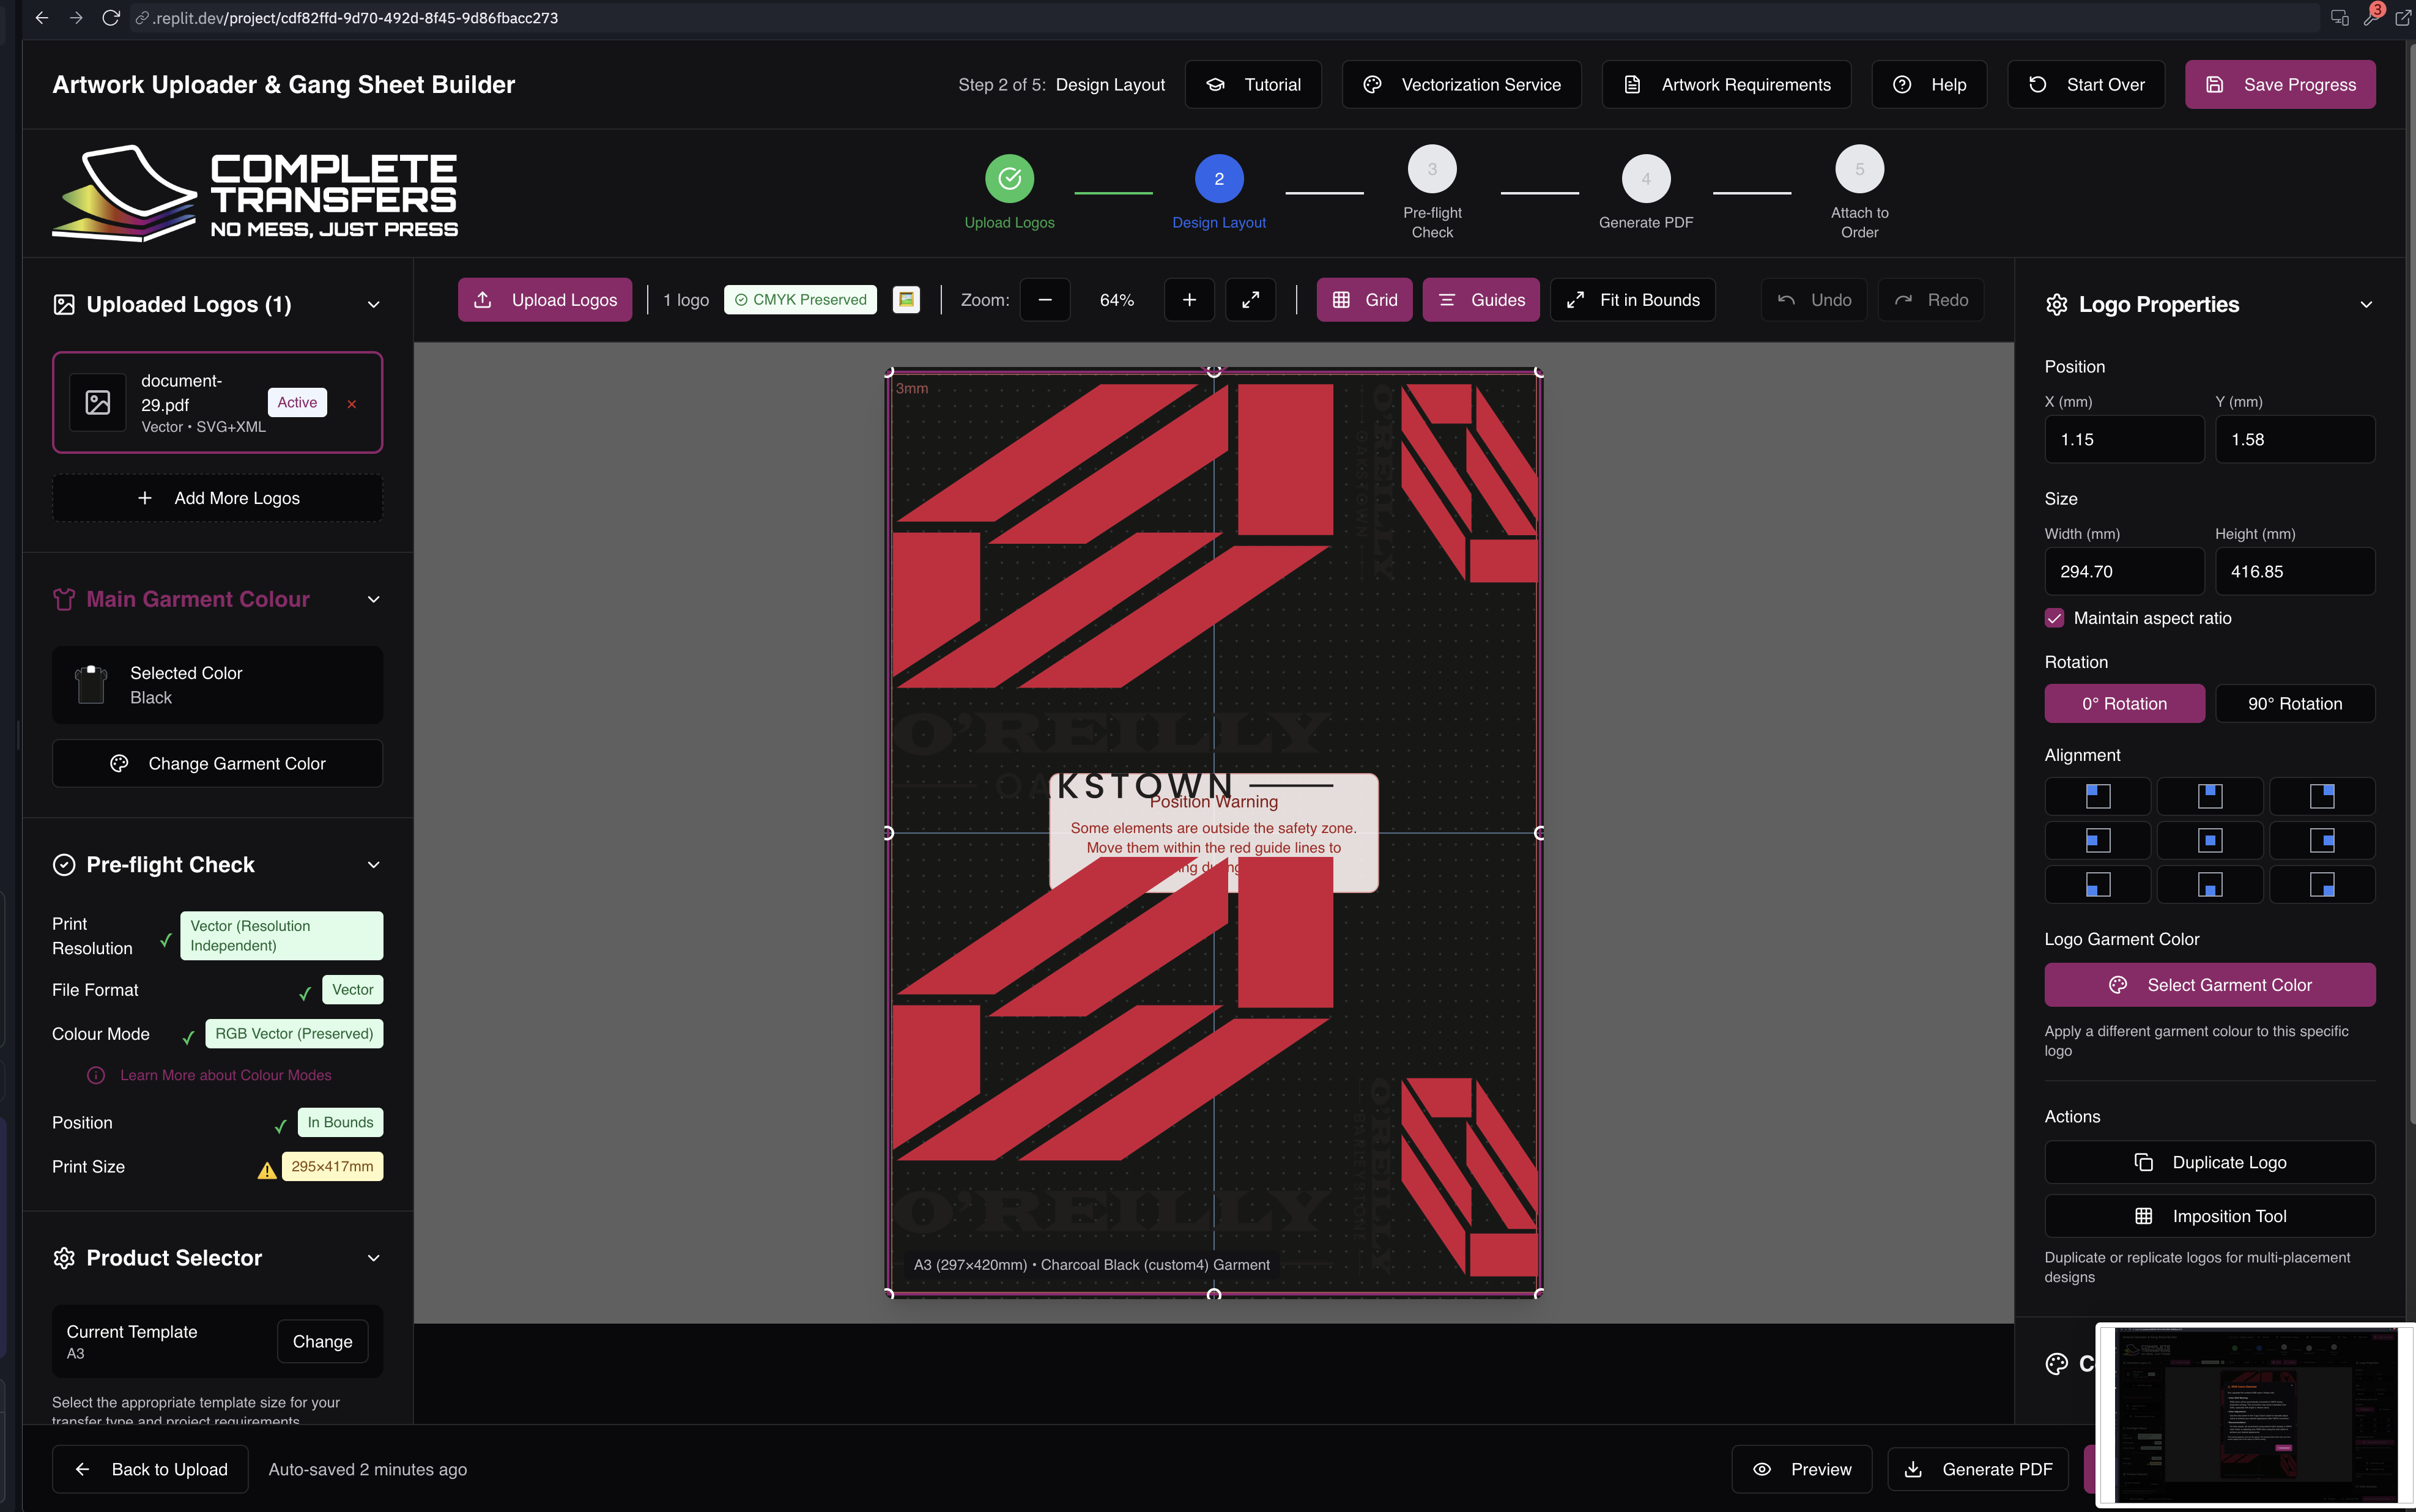 .replit.dev/project/cdf82ffd-9d70-492d-8f45-9d86fbacc273
3
Artwork Uploader & Gang Sheet Builder
Step 2 of 5: Design Layout
Tutorial
Vectorization Service
Artwork Requirements
Help
Start Over
Save Progress
COMPLETE
TRANSFERS
NO MESS, JUST PRESS
Upload Logos
2
Design Layout
3
Pre-flight
Check
4
Generate PDF
5
Attach to
Order
Uploaded Logos (1)
document-
29.pdf
Vector • SVG+XML
Active
Add More Logos
Main Garment Colour
Selected Color
Black
Change Garment Color
Pre-flight Check
Print
Resolution
Vector (Resolution
Independent)
File Format
Vector
Colour Mode
RGB Vector (Preserved)
Learn More about Colour Modes
Position
In Bounds
Print Size
295×417mm
Product Selector
Current Template
A3
Change
Select the appropriate template size for your
transfer type and project requirements
Upload Logos
1 logo
CMYK Preserved
Zoom:
64%
Grid
Guides
Fit in Bounds
Undo
Redo
3mm
O'REILLY
OAKSTOWN
O'REILLY
OAKSTOWN
Position Warning
Some elements are outside the safety zone.
Move them within the red guide lines to
O'REILLY
O'REILLY
A3 (297×420mm) • Charcoal Black (custom4) Garment
Logo Properties
Position
X (mm)
Y (mm)
1.15
1.58
Size
Width (mm)
Height (mm)
294.70
416.85
Maintain aspect ratio
Rotation
0° Rotation
90° Rotation
Alignment
Logo Garment Color
Select Garment Color
Apply a different garment colour to this specific
logo
Actions
Duplicate Logo
Imposition Tool
Duplicate or replicate logos for multi-placement
designs
C
Back to Upload
Auto-saved 2 minutes ago
Preview
Generate PDF